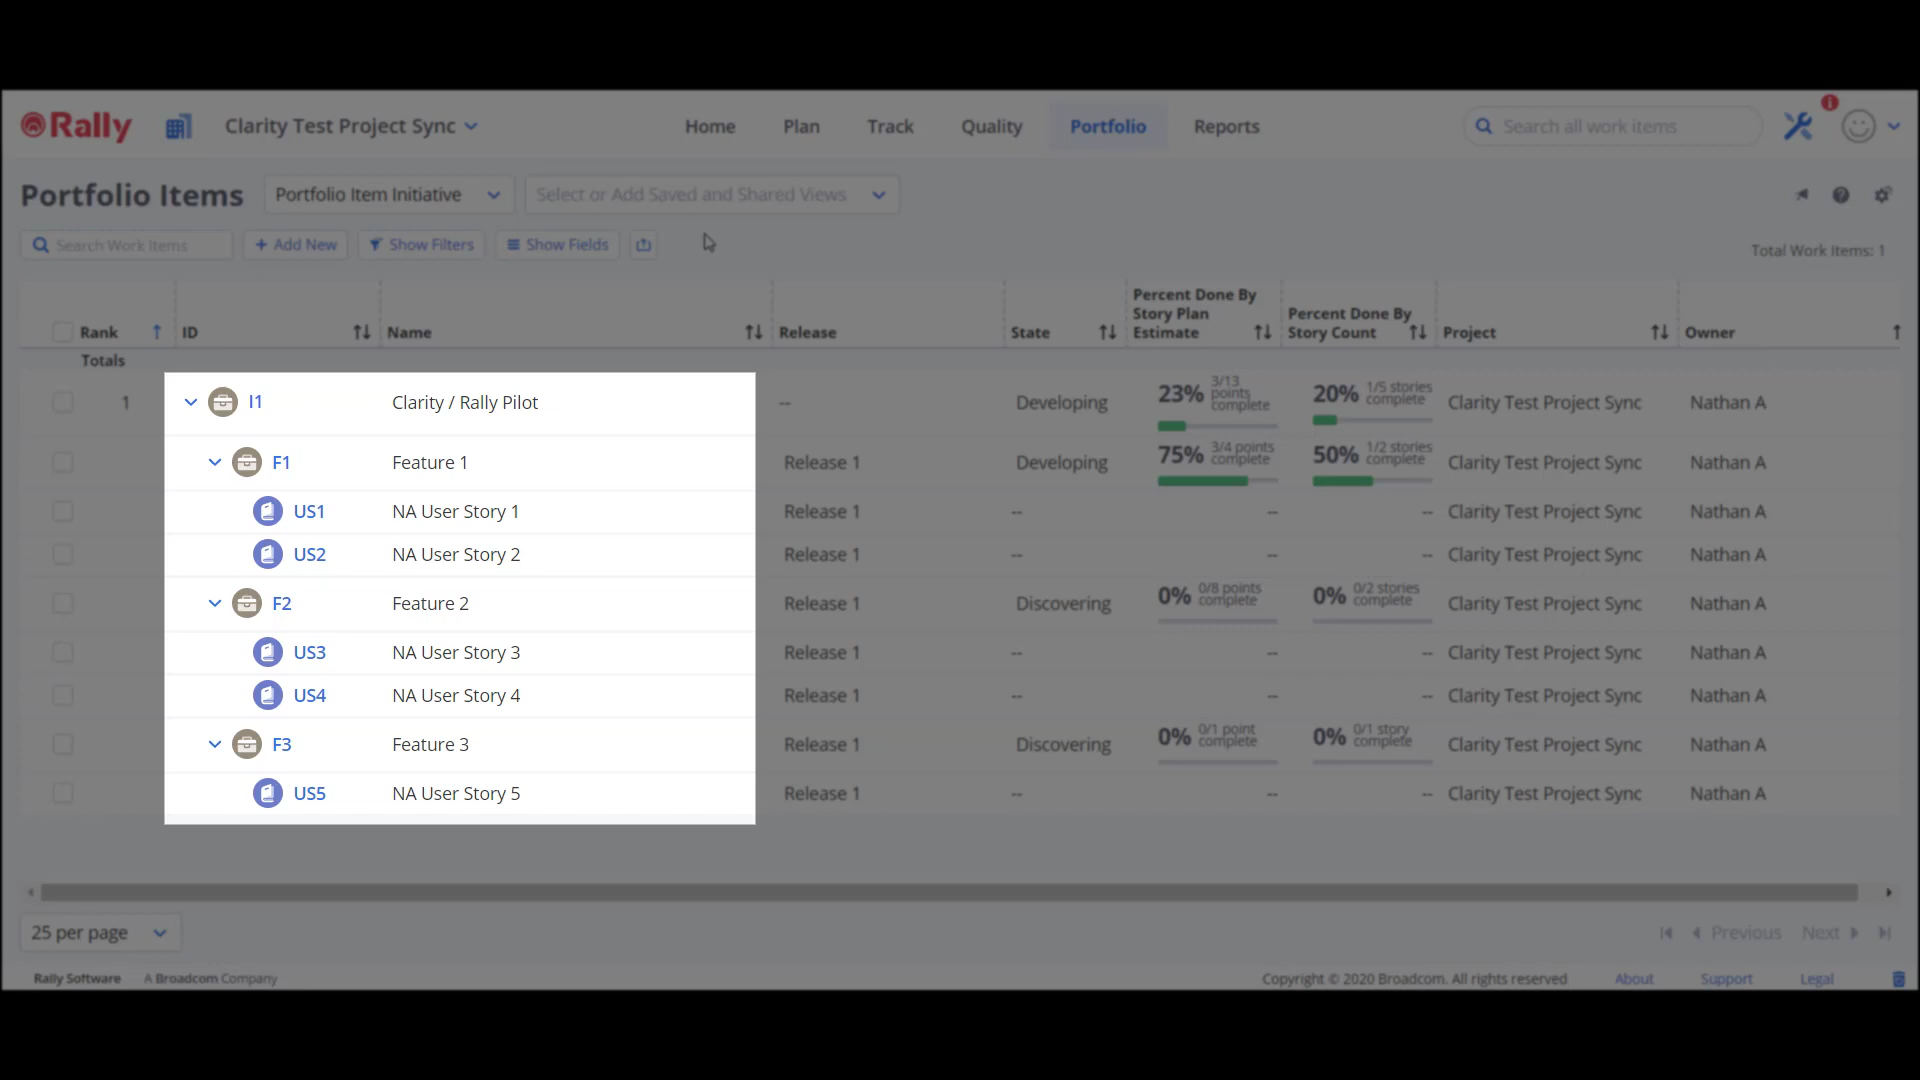 Rally Clarity Test Project Sync Home Plan Track Quality Portfolio Reports Search all work items
Portfolio Items Portfolio Item Initiative Select or Add Saved and Shared Views
Search Work Items + Add New Show Filters Show Fields Total Work Items: 1
Rank ID Name Release State Percent Done By Story Plan Estimate Percent Done By Story Count Project Owner
Totals
1 I1 Clarity / Rally Pilot -- Developing 23% 3/13 points complete 20% 1/5 stories complete Clarity Test Project Sync Nathan A
F1 Feature 1 Release 1 Developing 75% 3/4 points complete 50% 1/2 stories complete Clarity Test Project Sync Nathan A
US1 NA User Story 1 Release 1 -- -- -- Clarity Test Project Sync Nathan A
US2 NA User Story 2 Release 1 -- -- -- Clarity Test Project Sync Nathan A
F2 Feature 2 Release 1 Discovering 0% 0/8 points complete 0% 0/2 stories complete Clarity Test Project Sync Nathan A
US3 NA User Story 3 Release 1 -- -- -- Clarity Test Project Sync Nathan A
US4 NA User Story 4 Release 1 -- -- -- Clarity Test Project Sync Nathan A
F3 Feature 3 Release 1 Discovering 0% 0/1 point complete 0% 0/1 story complete Clarity Test Project Sync Nathan A
US5 NA User Story 5 Release 1 -- -- -- Clarity Test Project Sync Nathan A
25 per page Previous Next
Rally Software A Broadcom Company Copyright © 2020 Broadcom. All rights reserved About Support Legal